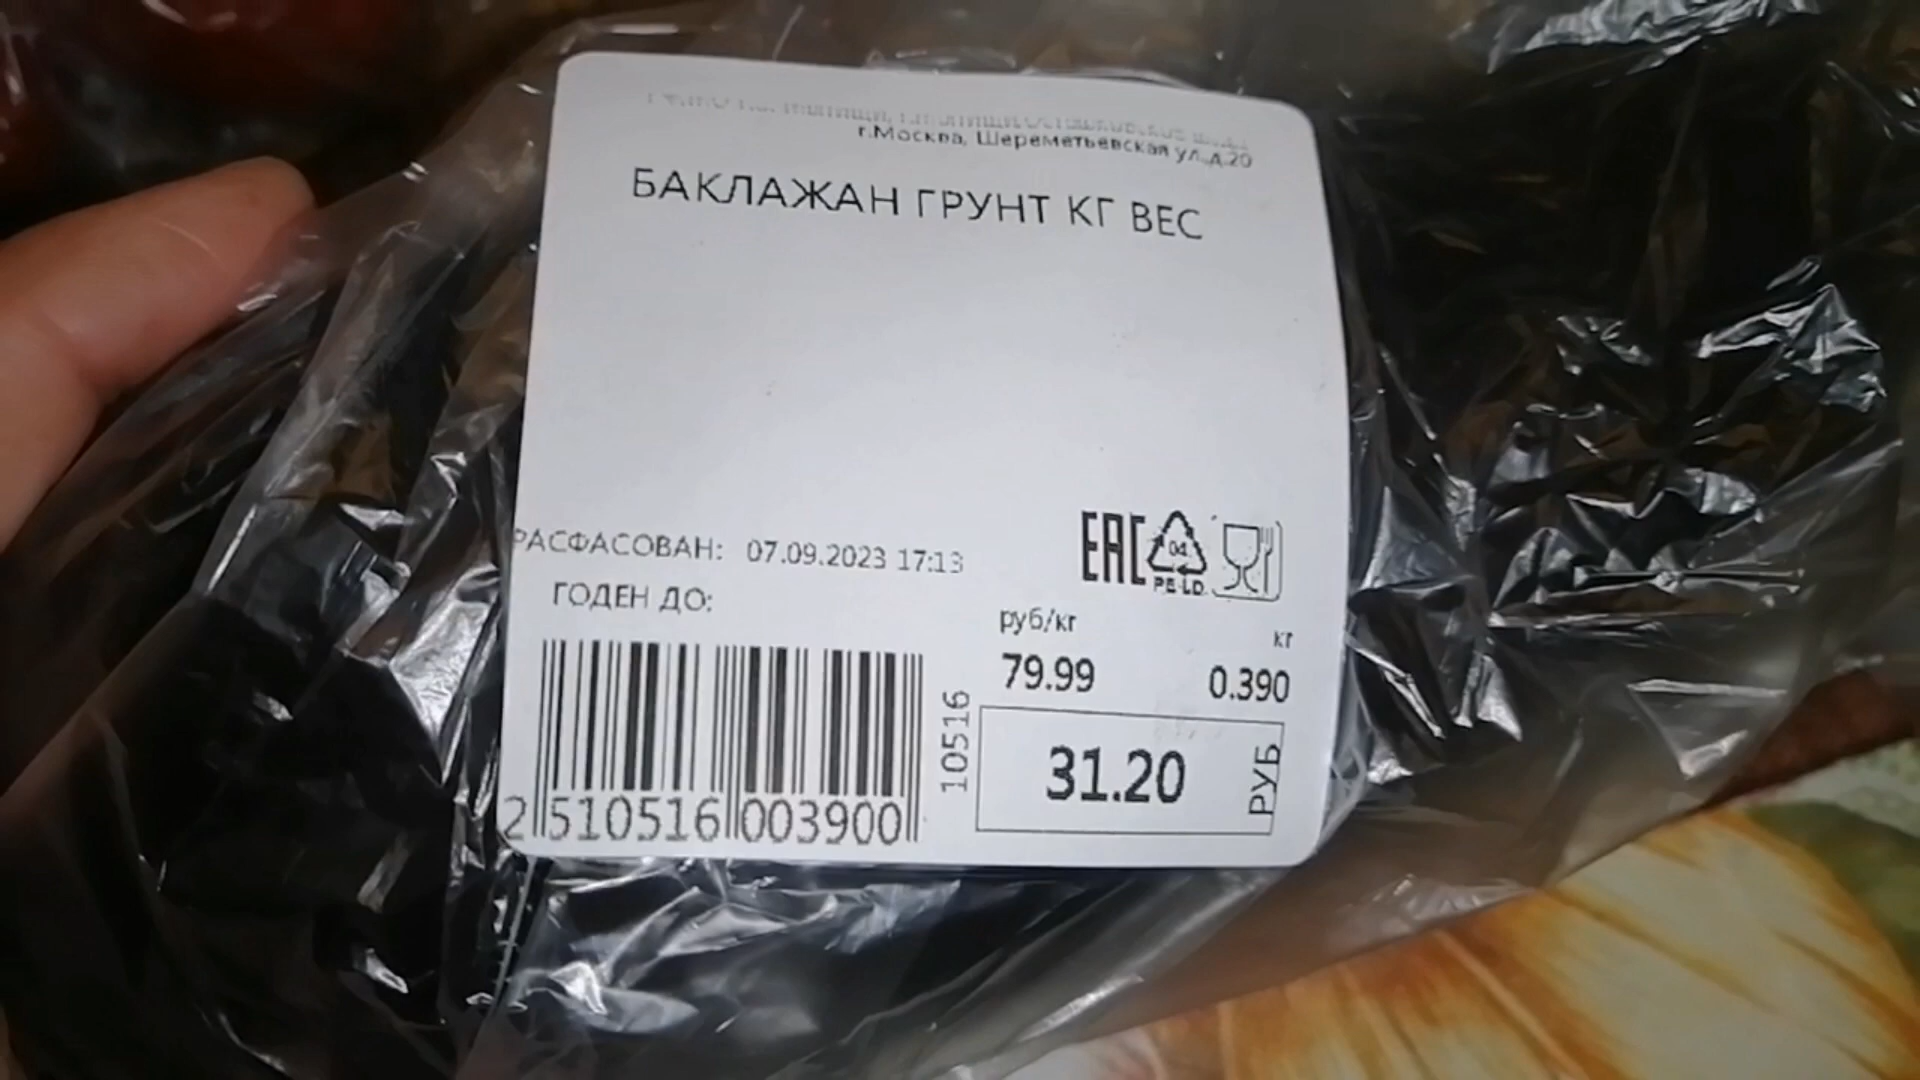 г.Москва, Шереметьевская ул.,д.20
БАКЛАЖАН ГРУНТ КГ ВЕС
РАСФАСОВАН: 07.09.2023 17:13
ГОДЕН ДО:
EAC 04 PE-LD
руб/кг кг
79.99 0.390
10516
31.20 РУБ
2 510516 003900